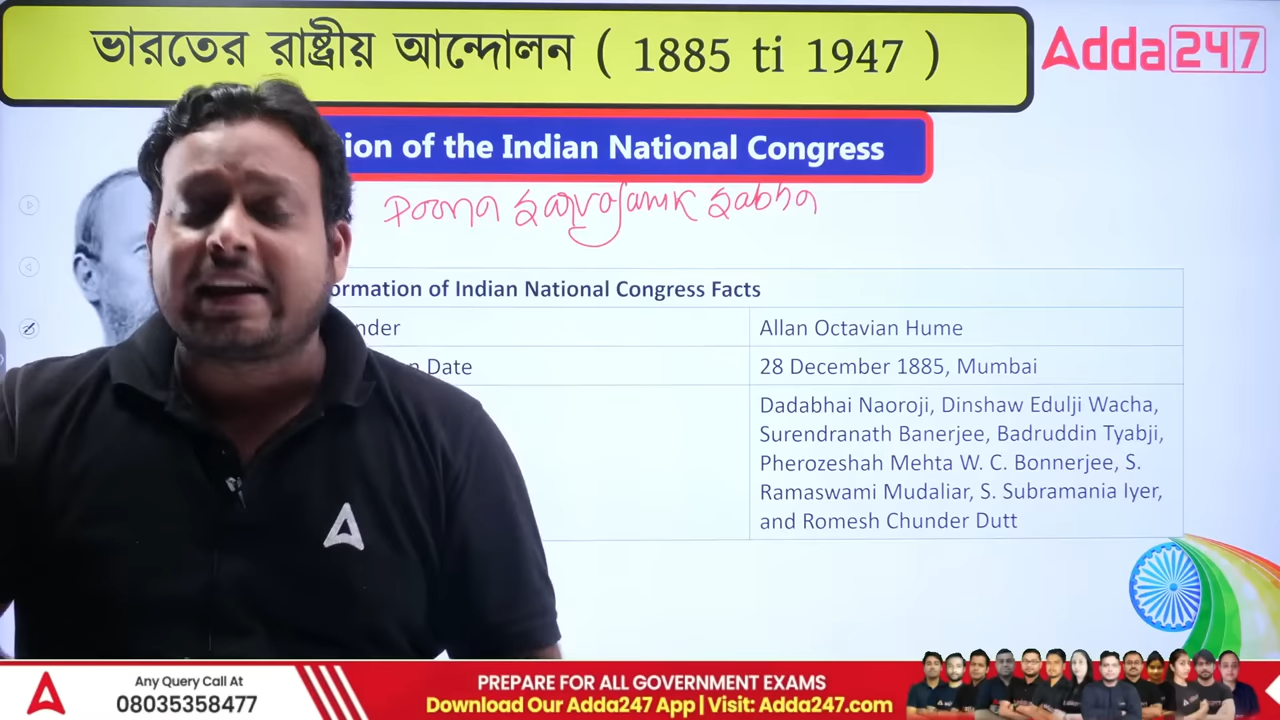 ভারতের রাষ্ট্রীয় আন্দোলন ( 1885 ti 1947 )
Adda247
ion of the Indian National Congress
Poona Sarvojanik Sabha
ormation of Indian National Congress Facts
nder
Allan Octavian Hume
n Date
28 December 1885, Mumbai
Dadabhai Naoroji, Dinshaw Edulji Wacha,
Surendranath Banerjee, Badruddin Tyabji,
Pherozeshah Mehta W. C. Bonnerjee, S.
Ramaswami Mudaliar, S. Subramania Iyer,
and Romesh Chunder Dutt
Any Query Call At
08035358477
PREPARE FOR ALL GOVERNMENT EXAMS
Download Our Adda247 App | Visit: Adda247.com